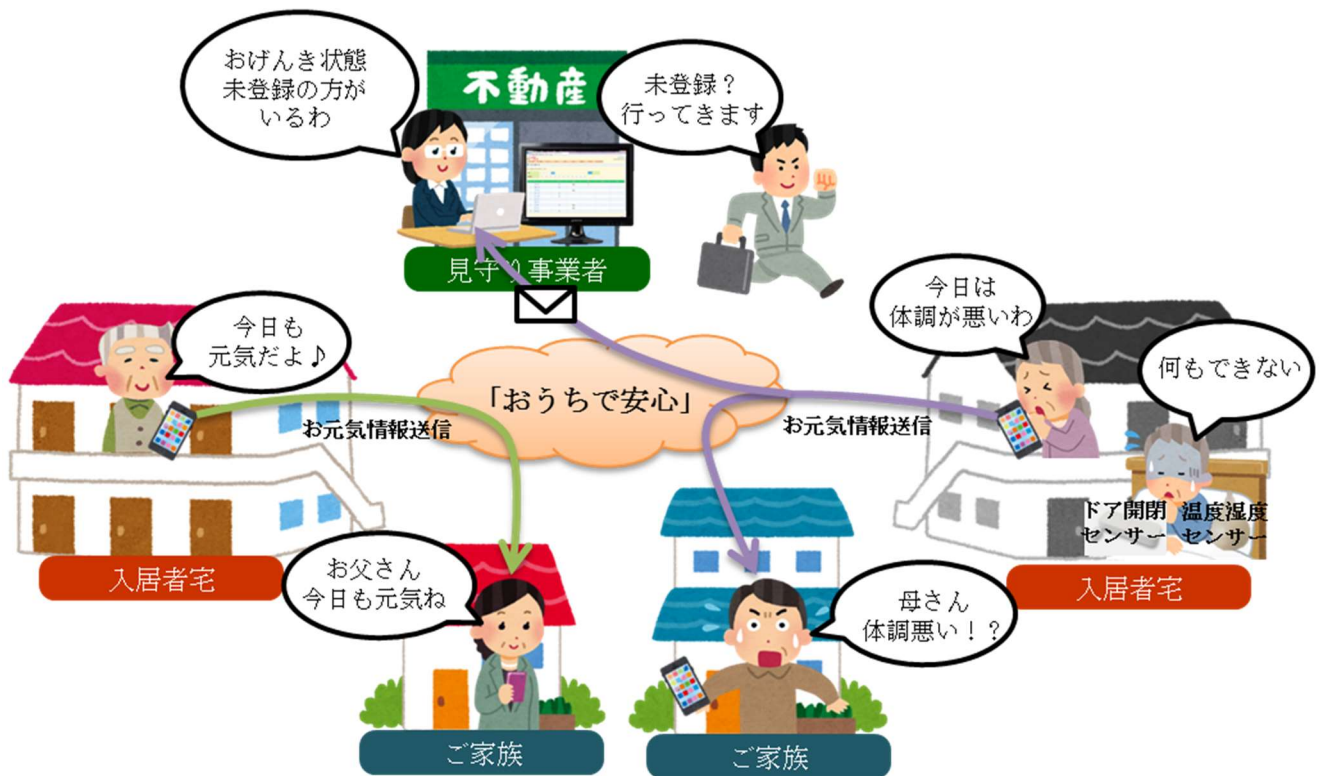 おげんき状態
未登録の方が
いるわ
不動産
未登録？
行ってきます
見守り事業者
今日も
元気だよ♪
今日は
体調が悪いわ
何もできない
「おうちで安心」
お元気情報送信
お元気情報送信
ドア開閉
センサー
温度湿度
センサー
入居者宅
入居者宅
お父さん
今日も元気ね
母さん
体調悪い！？
ご家族
ご家族